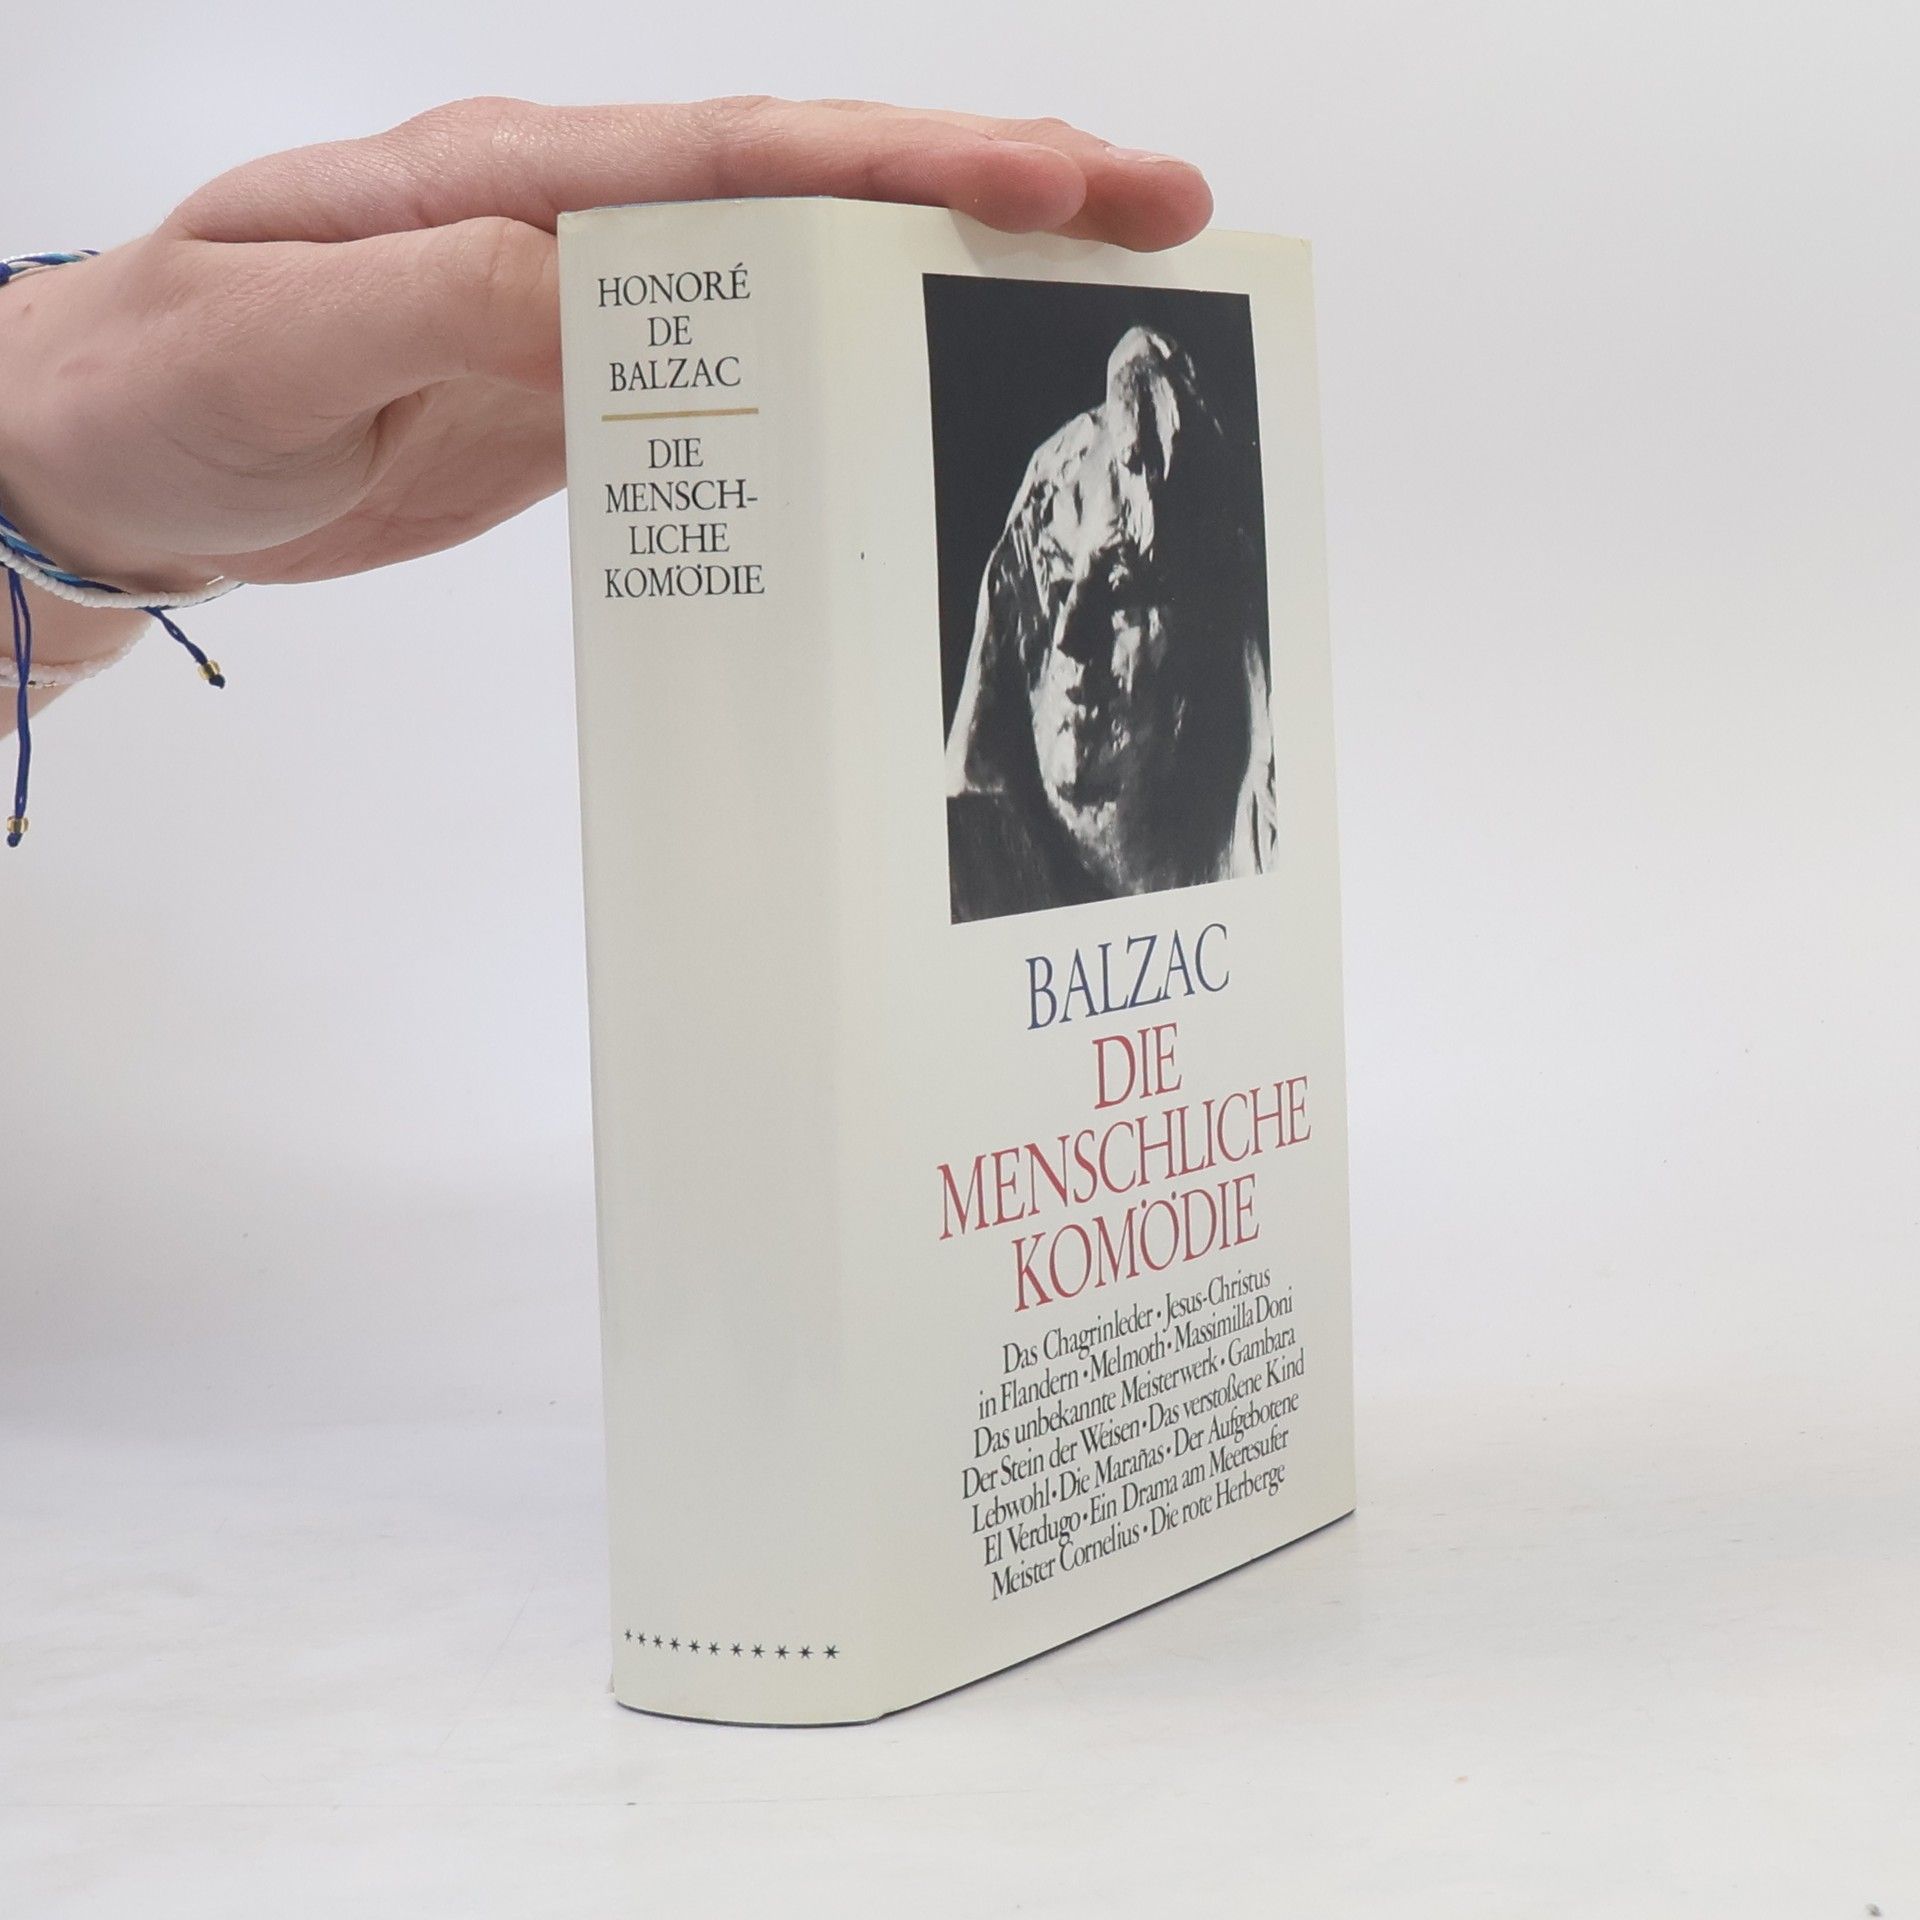 HONORÉ
DE
BALZAC
DIE
MENSCH-
LICHE
KOMÖDIE
***********
BALZAC
DIE
MENSCHLICHE
KOMÖDIE
Das Chagrinleder • Jesus-Christus
in Flandern • Melmoth • Massimilla Doni
Das unbekannte Meisterwerk • Gambara
Der Stein der Weisen • Das verstoßene Kind
Lebwohl • Die Marañas • Der Aufgebotene
El Verdugo • Ein Drama am Meeresufer
Meister Cornelius • Die rote Herberge